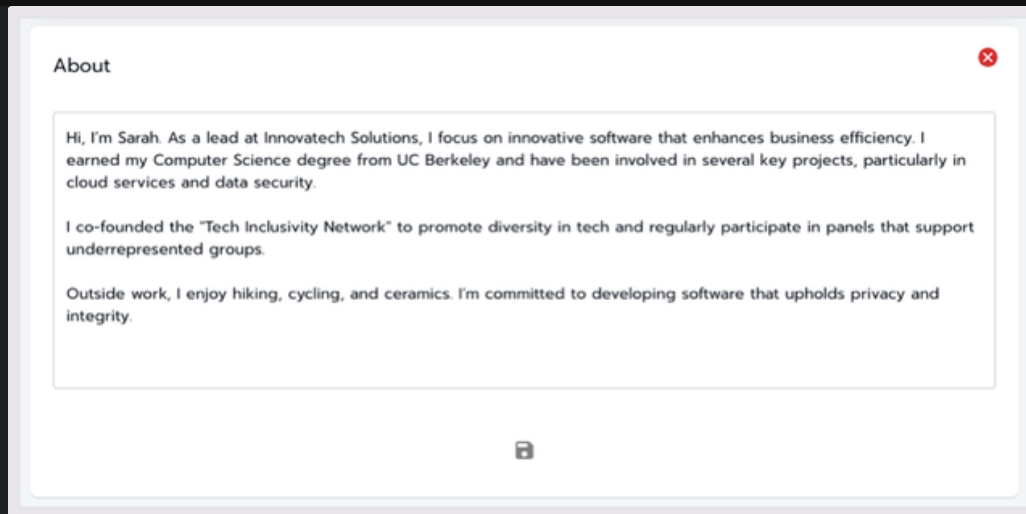 About
Hi, I'm Sarah. As a lead at Innovatech Solutions, I focus on innovative software that enhances business efficiency. I
earned my Computer Science degree from UC Berkeley and have been involved in several key projects, particularly in
cloud services and data security.
I co-founded the "Tech Inclusivity Network" to promote diversity in tech and regularly participate in panels that support
underrepresented groups.
Outside work, I enjoy hiking, cycling, and ceramics. I'm committed to developing software that upholds privacy and
integrity.